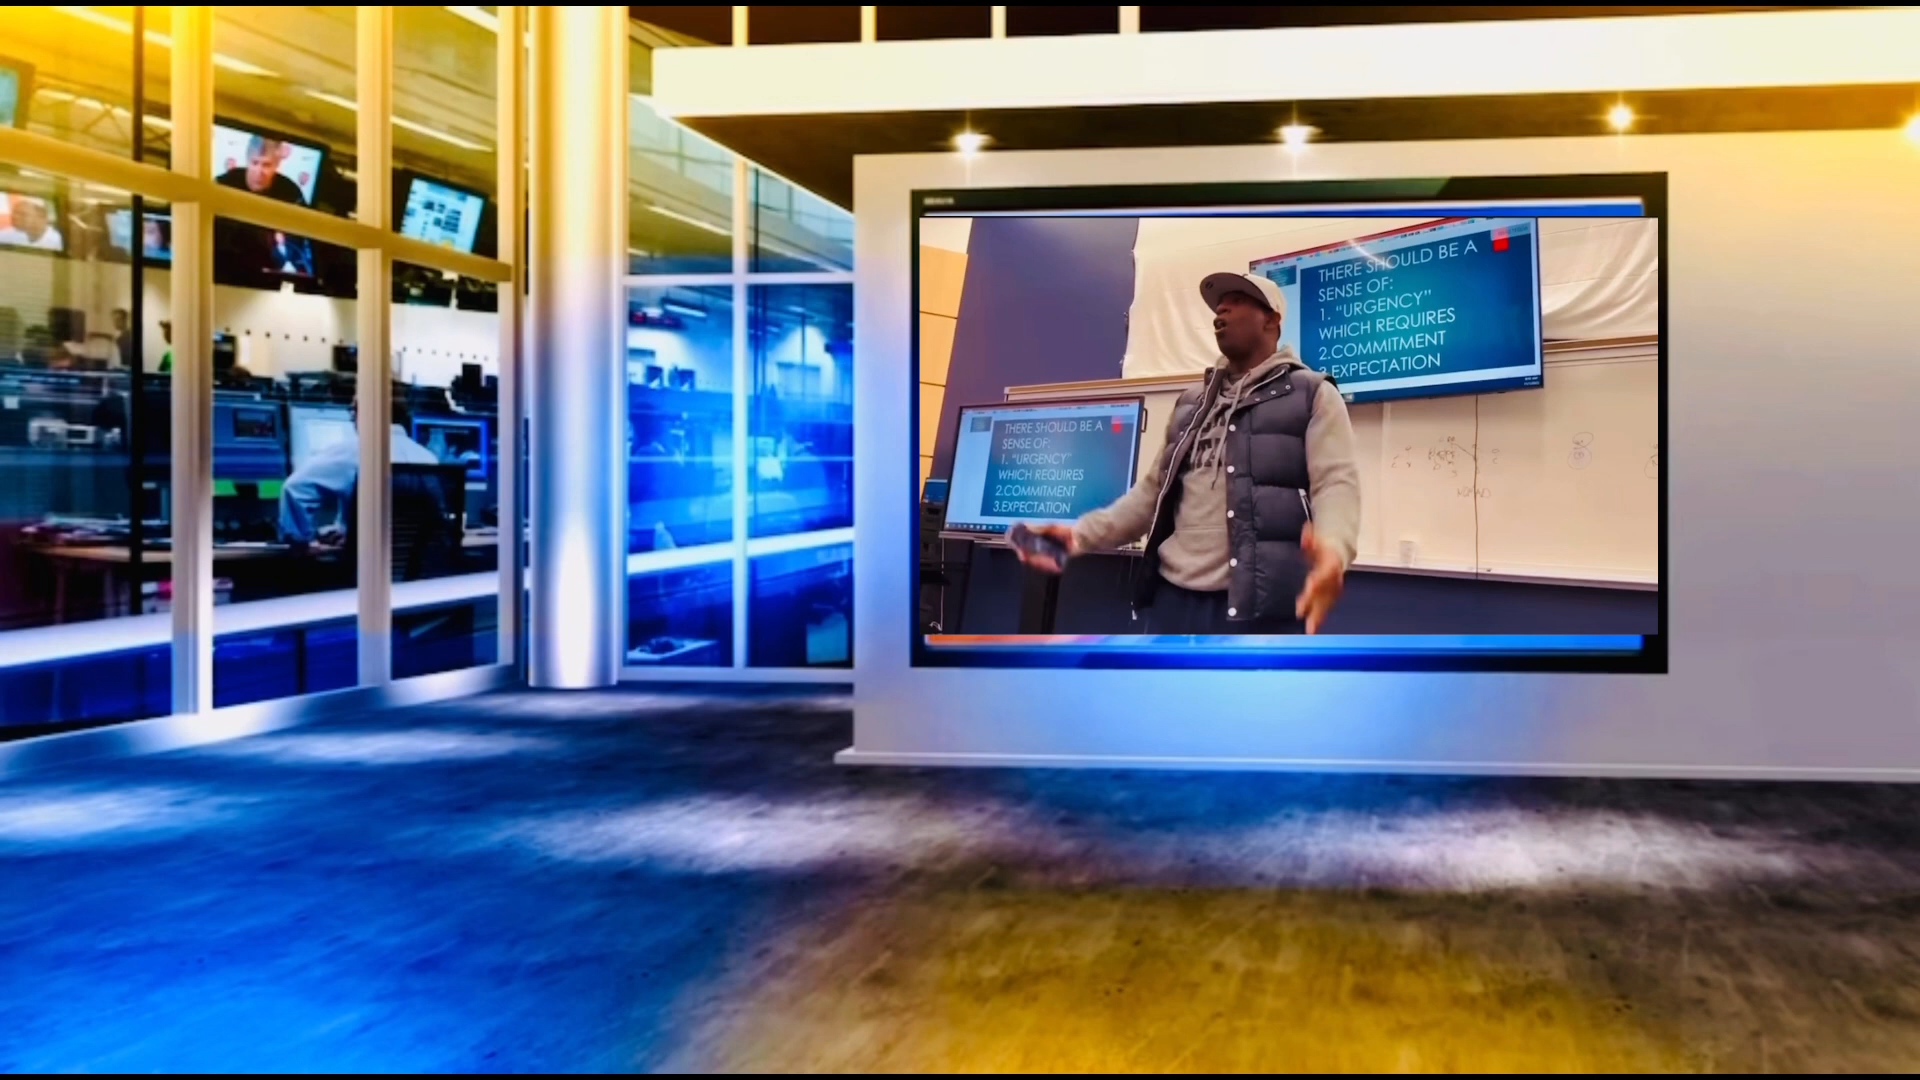 THERE SHOULD BE A
SENSE OF:
1. "URGENCY"
WHICH REQUIRES
2.COMMITMENT
3.EXPECTATION
THERE SHOULD BE A
SENSE OF:
1. "URGENCY"
WHICH REQUIRES
2.COMMITMENT
3.EXPECTATION